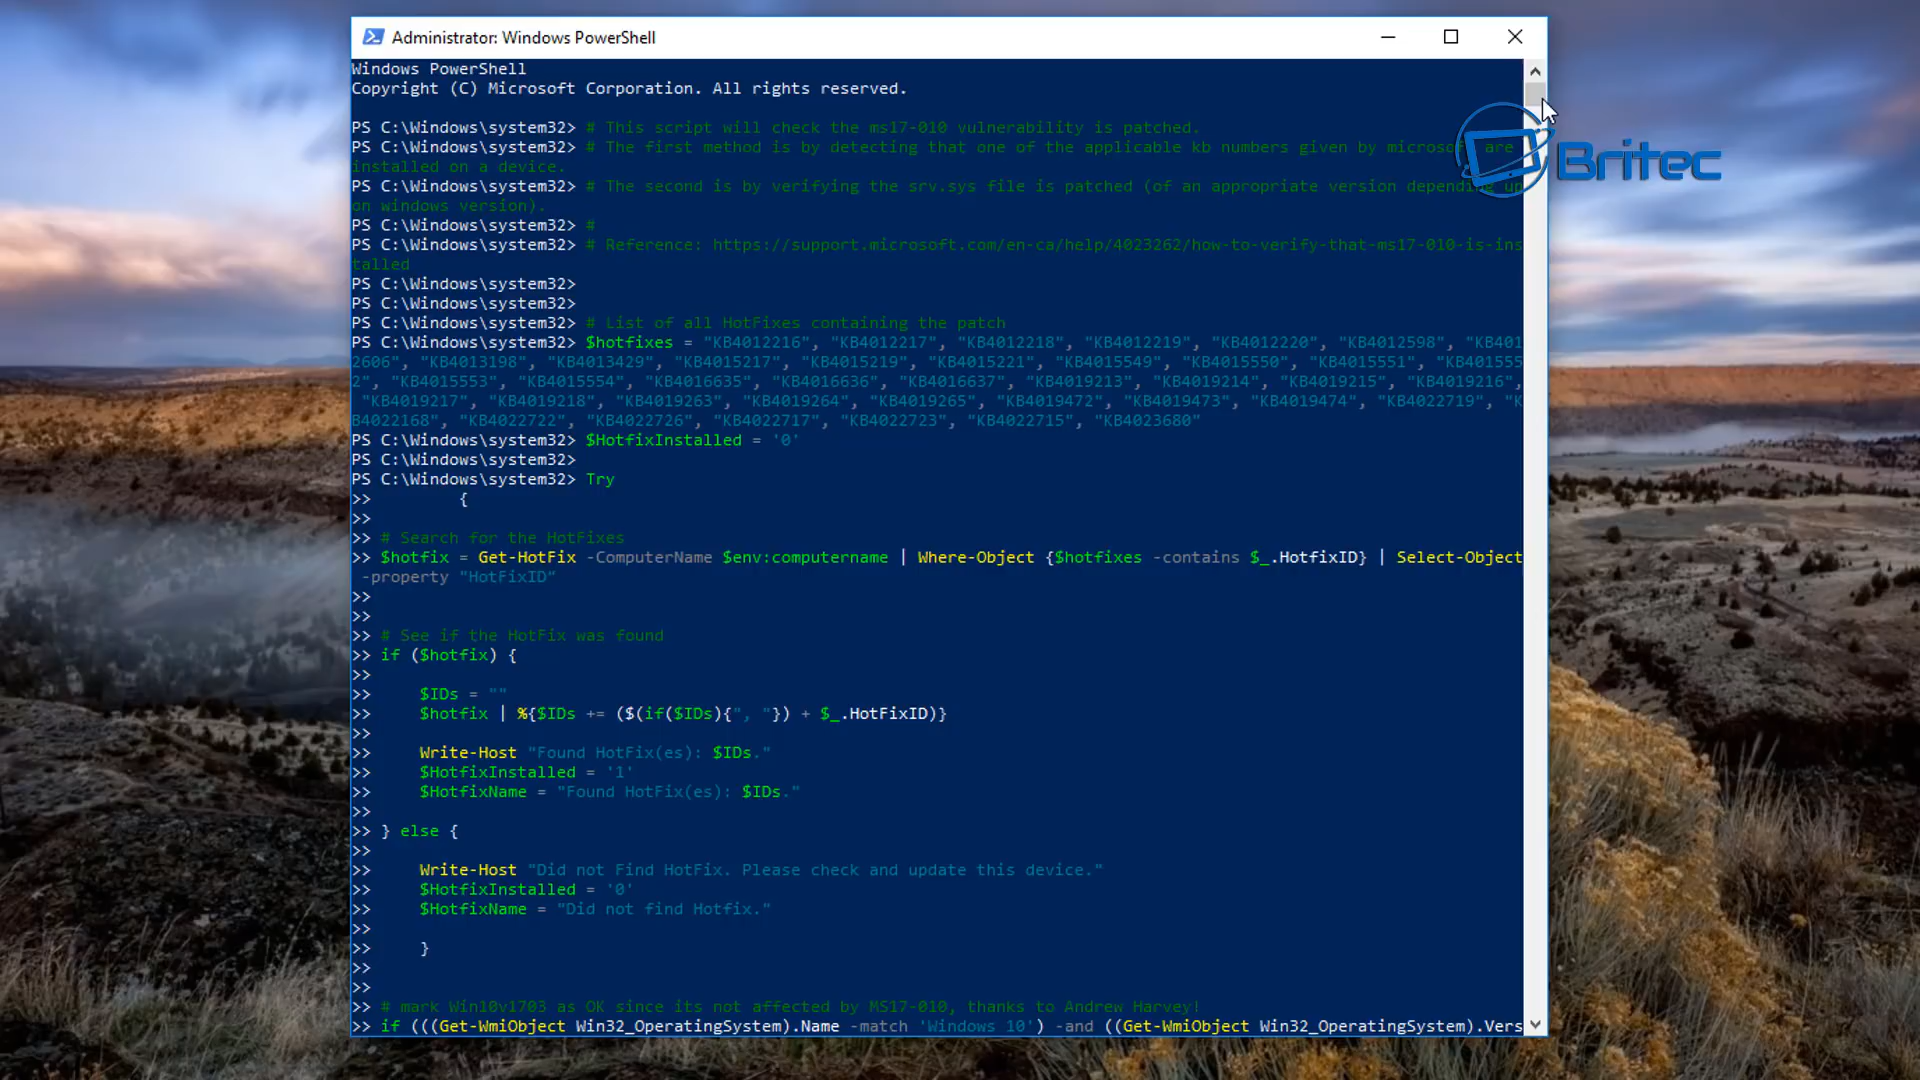 Administrator: Windows PowerShell
Windows PowerShell
Copyright (C) Microsoft Corporation. All rights reserved.
PS C:\Windows\system32> # This script will check the ms17-010 vulnerability is patched.
PS C:\Windows\system32> # The first method is by detecting that one of the applicable kb numbers given by microsoft are
installed on a device.
PS C:\Windows\system32> # The second is by verifying the srv.sys file is patched (of an appropriate version depending up
on windows version).
PS C:\Windows\system32> #
PS C:\Windows\system32> # Reference: https://support.microsoft.com/en-ca/help/4023262/how-to-verify-that-ms17-010-is-ins
talled
PS C:\Windows\system32>
PS C:\Windows\system32>
PS C:\Windows\system32> # List of all HotFixes containing the patch
PS C:\Windows\system32> $hotfixes = "KB4012216", "KB4012217", "KB4012218", "KB4012219", "KB4012220", "KB4012598", "KB401
2606", "KB4013198", "KB4013429", "KB4015217", "KB4015219", "KB4015221", "KB4015549", "KB4015550", "KB4015551", "KB401555
2", "KB4015553", "KB4015554", "KB4016635", "KB4016636", "KB4016637", "KB4019213", "KB4019214", "KB4019215", "KB4019216",
"KB4019217", "KB4019218", "KB4019263", "KB4019264", "KB4019265", "KB4019472", "KB4019473", "KB4019474", "KB4022719", "K
B4022168", "KB4022722", "KB4022726", "KB4022717", "KB4022723", "KB4022715", "KB4023680"
PS C:\Windows\system32> $HotfixInstalled = '0'
PS C:\Windows\system32>
PS C:\Windows\system32> Try
>> {
>>
>> # Search for the HotFixes
>> $hotfix = Get-HotFix -ComputerName $env:computername | Where-Object {$hotfixes -contains $_.HotfixID} | Select-Object
-property "HotFixID"
>>
>>
>> # See if the HotFix was found
>> if ($hotfix) {
>>
>> $IDs = ""
>> $hotfix | %{$IDs += ($(if($IDs){", "}) + $_.HotFixID)}
>>
>> Write-Host "Found HotFix(es): $IDs."
>> $HotfixInstalled = '1'
>> $HotfixName = "Found HotFix(es): $IDs."
>>
>> } else {
>>
>> Write-Host "Did not Find HotFix. Please check and update this device."
>> $HotfixInstalled = '0'
>> $HotfixName = "Did not find Hotfix."
>>
>> }
>>
>>
>> # mark Win10v1703 as OK since its not affected by MS17-010, thanks to Andrew Harvey!
>> if (((Get-WmiObject Win32_OperatingSystem).Name -match 'Windows 10') -and ((Get-WmiObject Win32_OperatingSystem).Vers
Britec